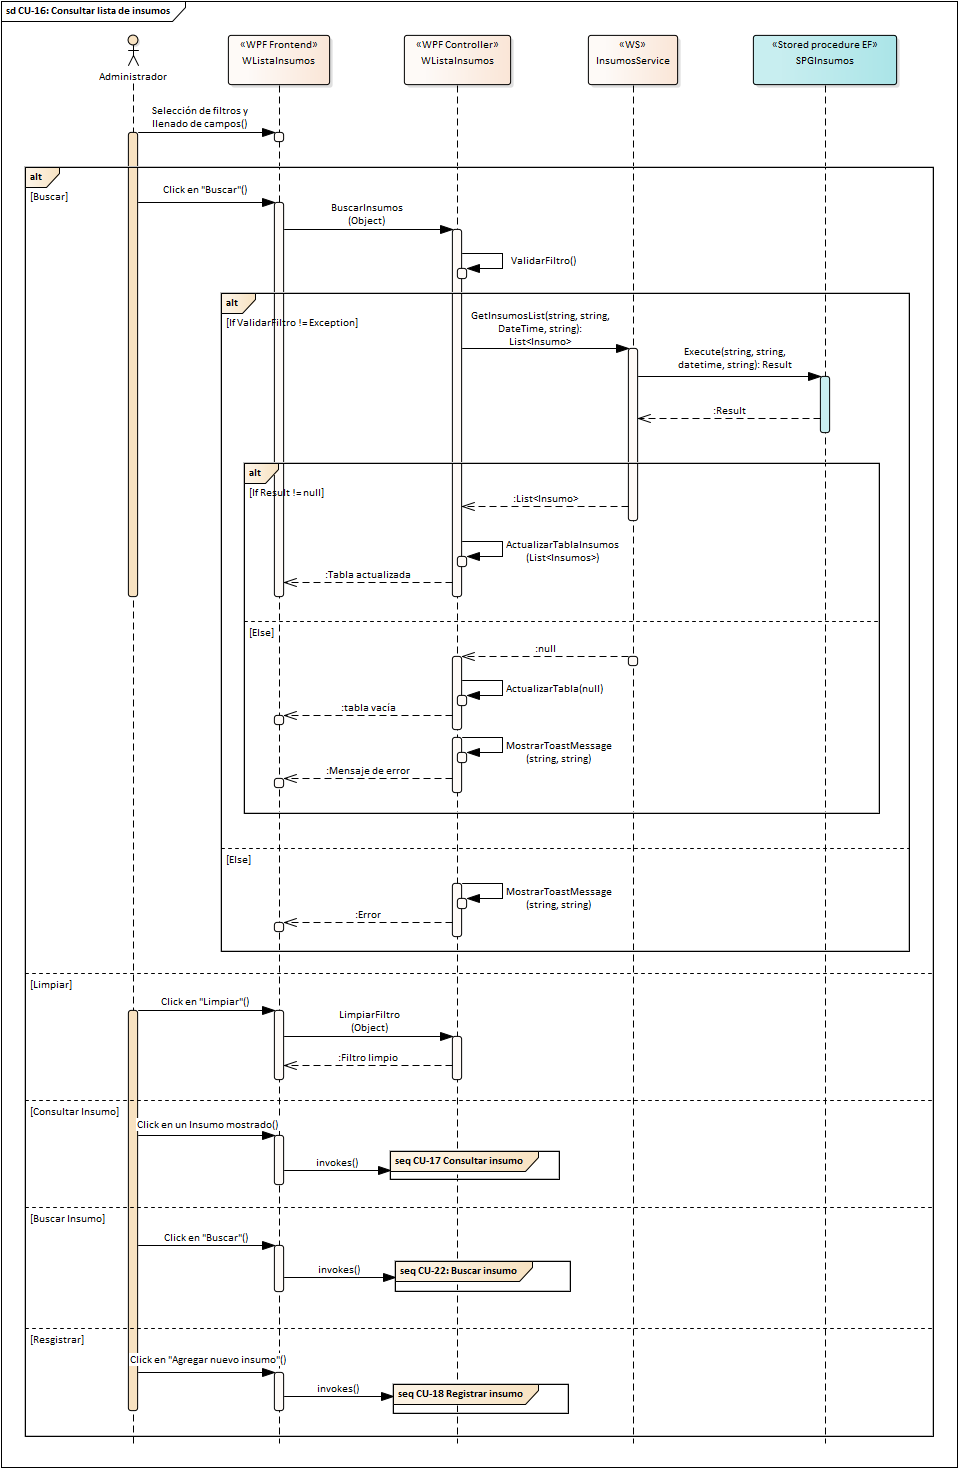 sd CU-16: Consultar lista de insumos
«WPF Frontend»
WListaInsumos
«WPF Controller»
WListaInsumos
«WS»
InsumosService
«Stored procedure EF»
SPGInsumos
Administrador
Selección de filtros y
llenado de campos()
alt
[Buscar]
Click en "Buscar"()
BuscarInsumos
(Object)
ValidarFiltro()
alt
[If ValidarFiltro != Exception]
GetInsumosList(string, string,
DateTime, string):
List<Insumo>
Execute(string, string,
datetime, string): Result
:Result
alt
[If Result != null]
:List<Insumo>
ActualizarTablaInsumos
(List<Insumos>)
:Tabla actualizada
[Else]
:null
ActualizarTabla(null)
:tabla vacía
MostrarToastMessage
(string, string)
:Mensaje de error
[Else]
MostrarToastMessage
(string, string)
:Error
[Limpiar]
Click en "Limpiar"()
LimpiarFiltro
(Object)
:Filtro limpio
[Consultar Insumo]
Click en un Insumo mostrado()
invokes()
seq CU-17 Consultar insumo
[Buscar Insumo]
Click en "Buscar"()
invokes()
seq CU-22: Buscar insumo
[Resgistrar]
Click en "Agregar nuevo insumo"()
invokes()
seq CU-18 Registrar insumo